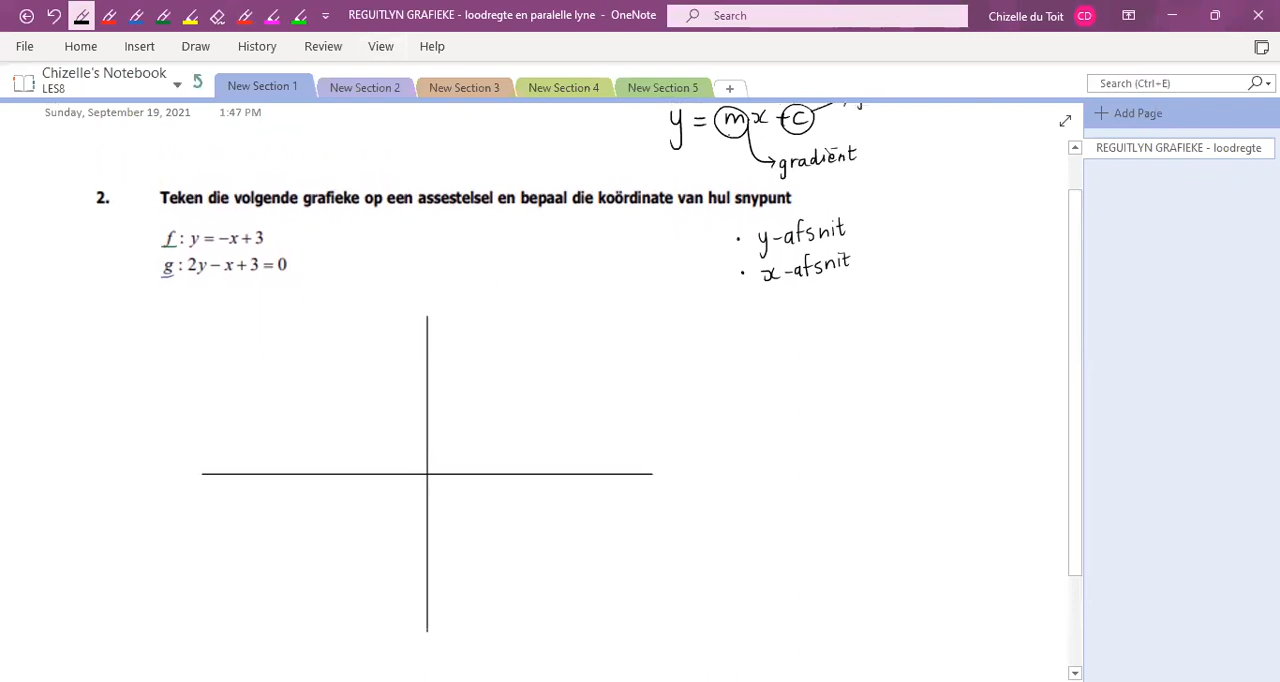 REGUITLYN GRAFIEKE - loodregte en paralelle lyne - OneNote
Search
Chizelle du Toit
CD
File Home Insert Draw History Review View Help
Chizelle's Notebook
LES8
New Section 1
New Section 2
New Section 3
New Section 4
New Section 5
+
Search (Ctrl+E)
Sunday, September 19, 2021 1:47 PM
Add Page
REGUITLYN GRAFIEKE - loodregte
y = mx + c
gradiënt
2. Teken die volgende grafieke op een assestelsel en bepaal die koördinate van hul snypunt
f : y = −x + 3
g : 2y − x + 3 = 0
• y-afsnit
• x-afsnit